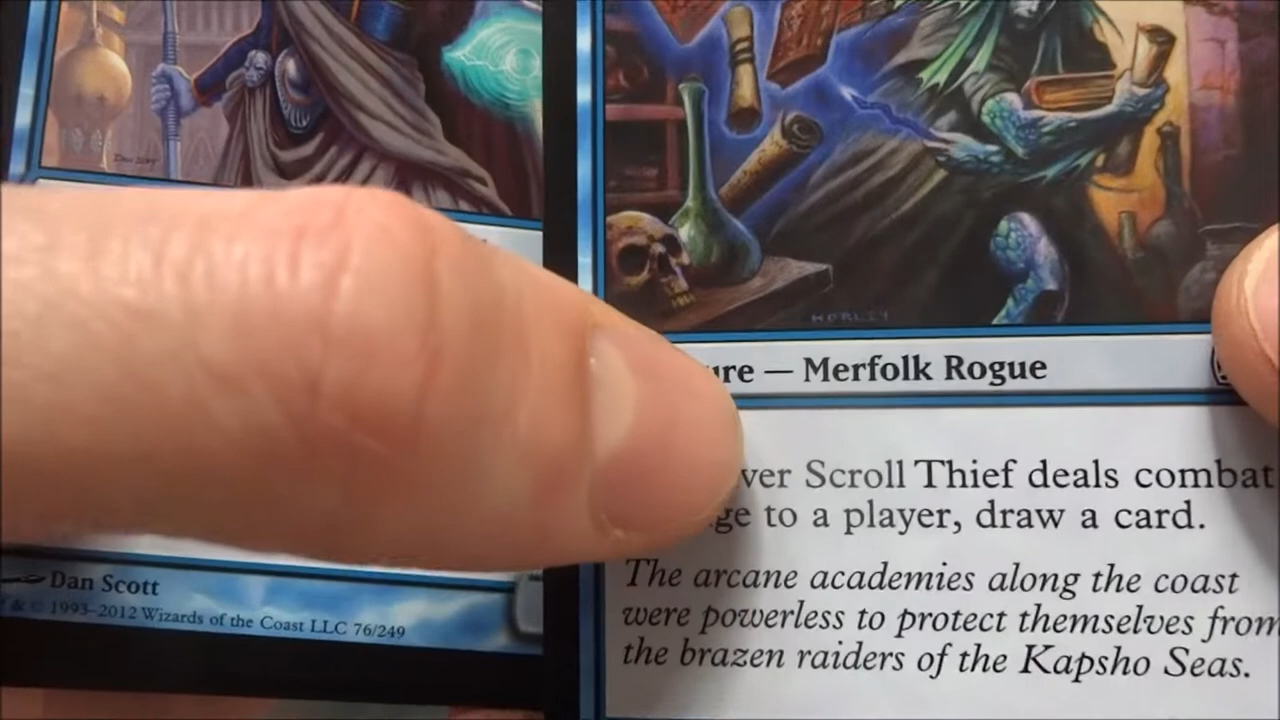 Dan Scott
& © 1993–2012 Wizards of the Coast LLC 76/249
HORLEY
ure — Merfolk Rogue
ver Scroll Thief deals combat
ge to a player, draw a card.
The arcane academies along the coast
were powerless to protect themselves from
the brazen raiders of the Kapsho Seas.